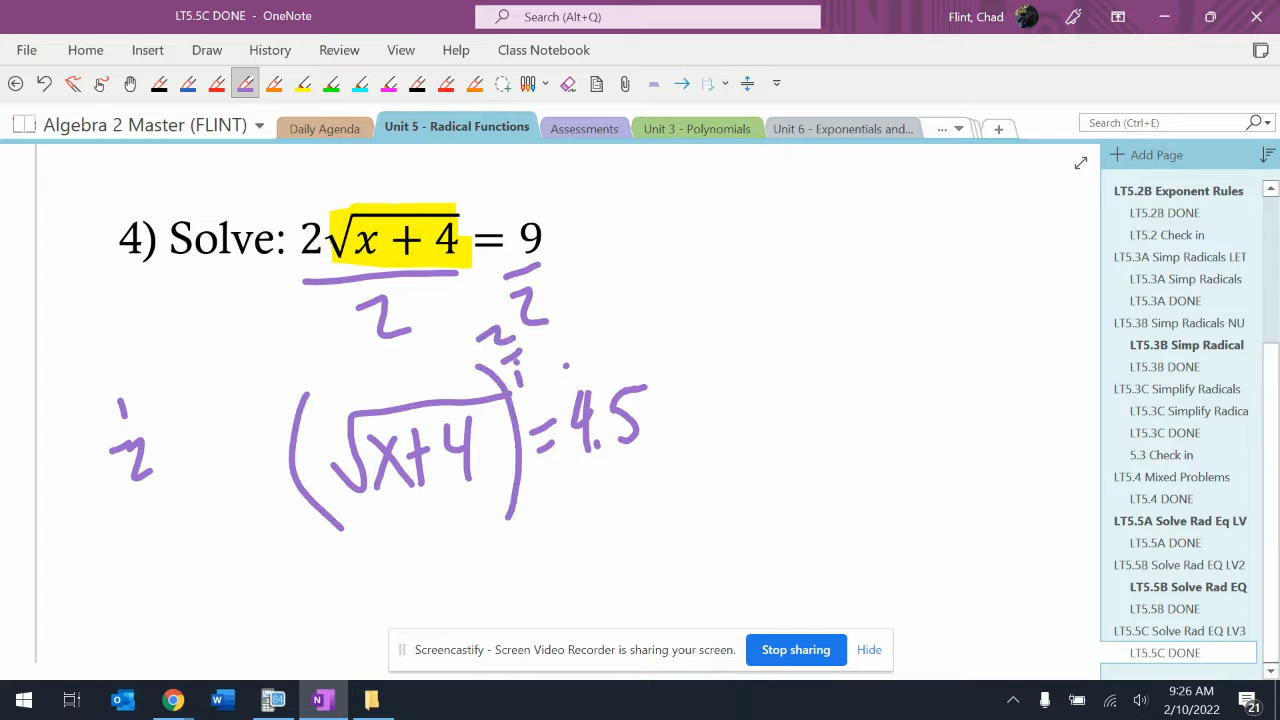 LT5.5C DONE - OneNote
Search (Alt+Q)
Flint, Chad
File Home Insert Draw History Review View Help Class Notebook
Algebra 2 Master (FLINT)
Daily Agenda
Unit 5 - Radical Functions
Assessments
Unit 3 - Polynomials
Unit 6 - Exponentials and...
...
Search (Ctrl+E)
Add Page
LT5.2B Exponent Rules
LT5.2B DONE
LT5.2 Check in
LT5.3A Simp Radicals LET
LT5.3A Simp Radicals
LT5.3A DONE
LT5.3B Simp Radicals NU
LT5.3B Simp Radical
LT5.3B DONE
LT5.3C Simplify Radicals
LT5.3C Simplify Radica
LT5.3C DONE
5.3 Check in
LT5.4 Mixed Problems
LT5.4 DONE
LT5.5A Solve Rad Eq LV
LT5.5A DONE
LT5.5B Solve Rad EQ LV2
LT5.5B Solve Rad EQ
LT5.5B DONE
LT5.5C Solve Rad EQ LV3
LT5.5C DONE
4) Solve: 2√x + 4 = 9
2 2
(√x+4) = 4.5
1
2
Screencastify - Screen Video Recorder is sharing your screen.
Stop sharing
Hide
84
9:26 AM
2/10/2022
21